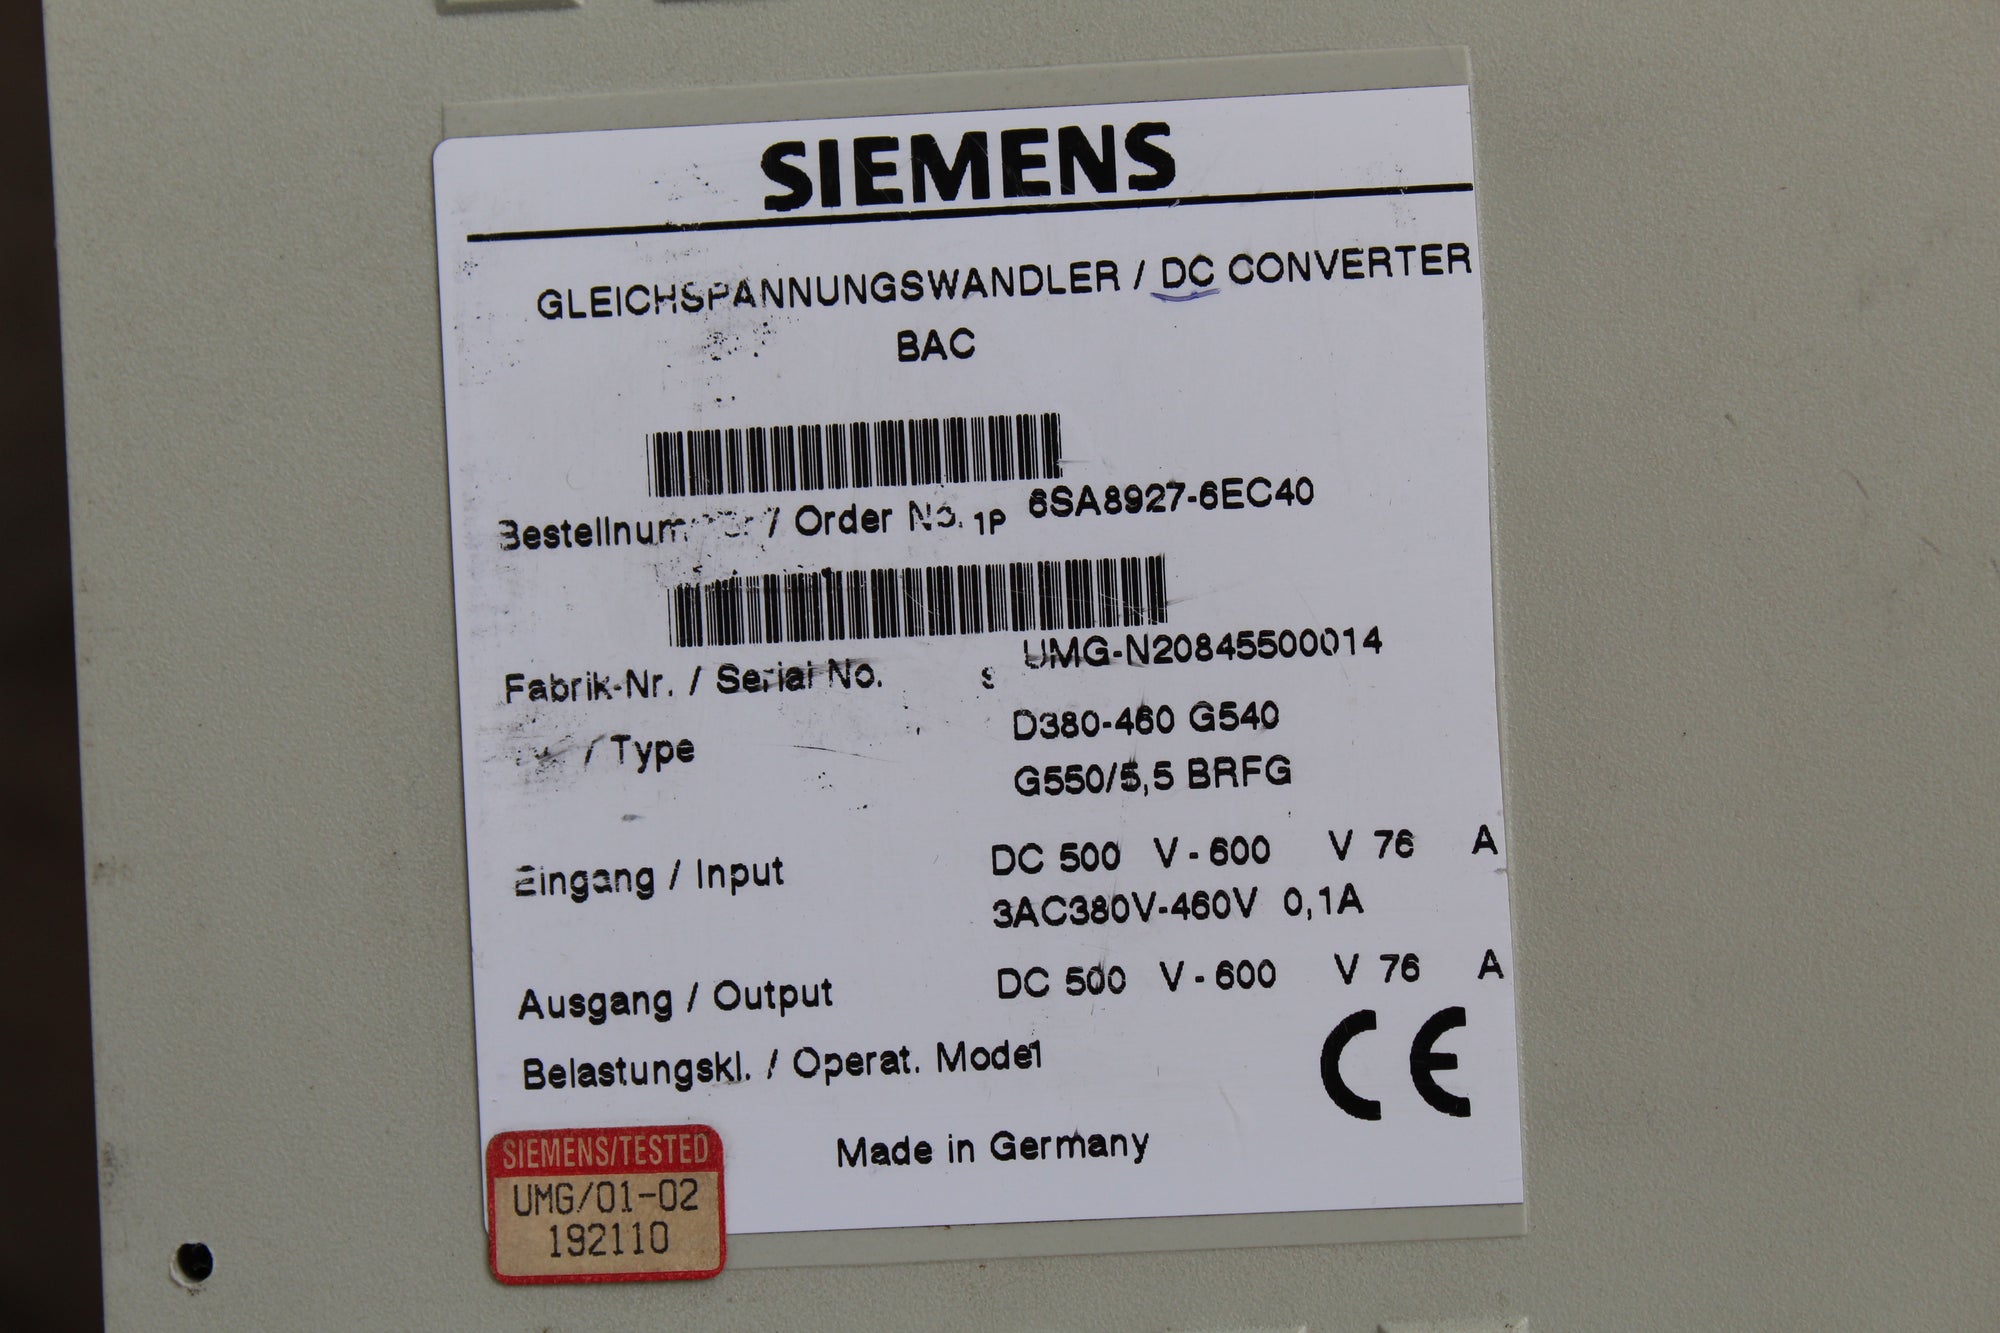 SIEMENS
GLEICHSPANNUNGSWANDLER / DC CONVERTER
BAC
Bestellnummer / Order No. 1P 6SA8927-6EC40
Fabrik-Nr. / Serial No. S UMG-N20845500014
/ Type D380-460 G540
G550/5,5 BRFG
Eingang / Input DC 500 V - 600 V 76 A
3AC380V-460V 0,1A
Ausgang / Output DC 500 V - 600 V 76 A
Belastungskl. / Operat. Model
CE
Made in Germany
SIEMENS/TESTED
UMG/01-02
192110